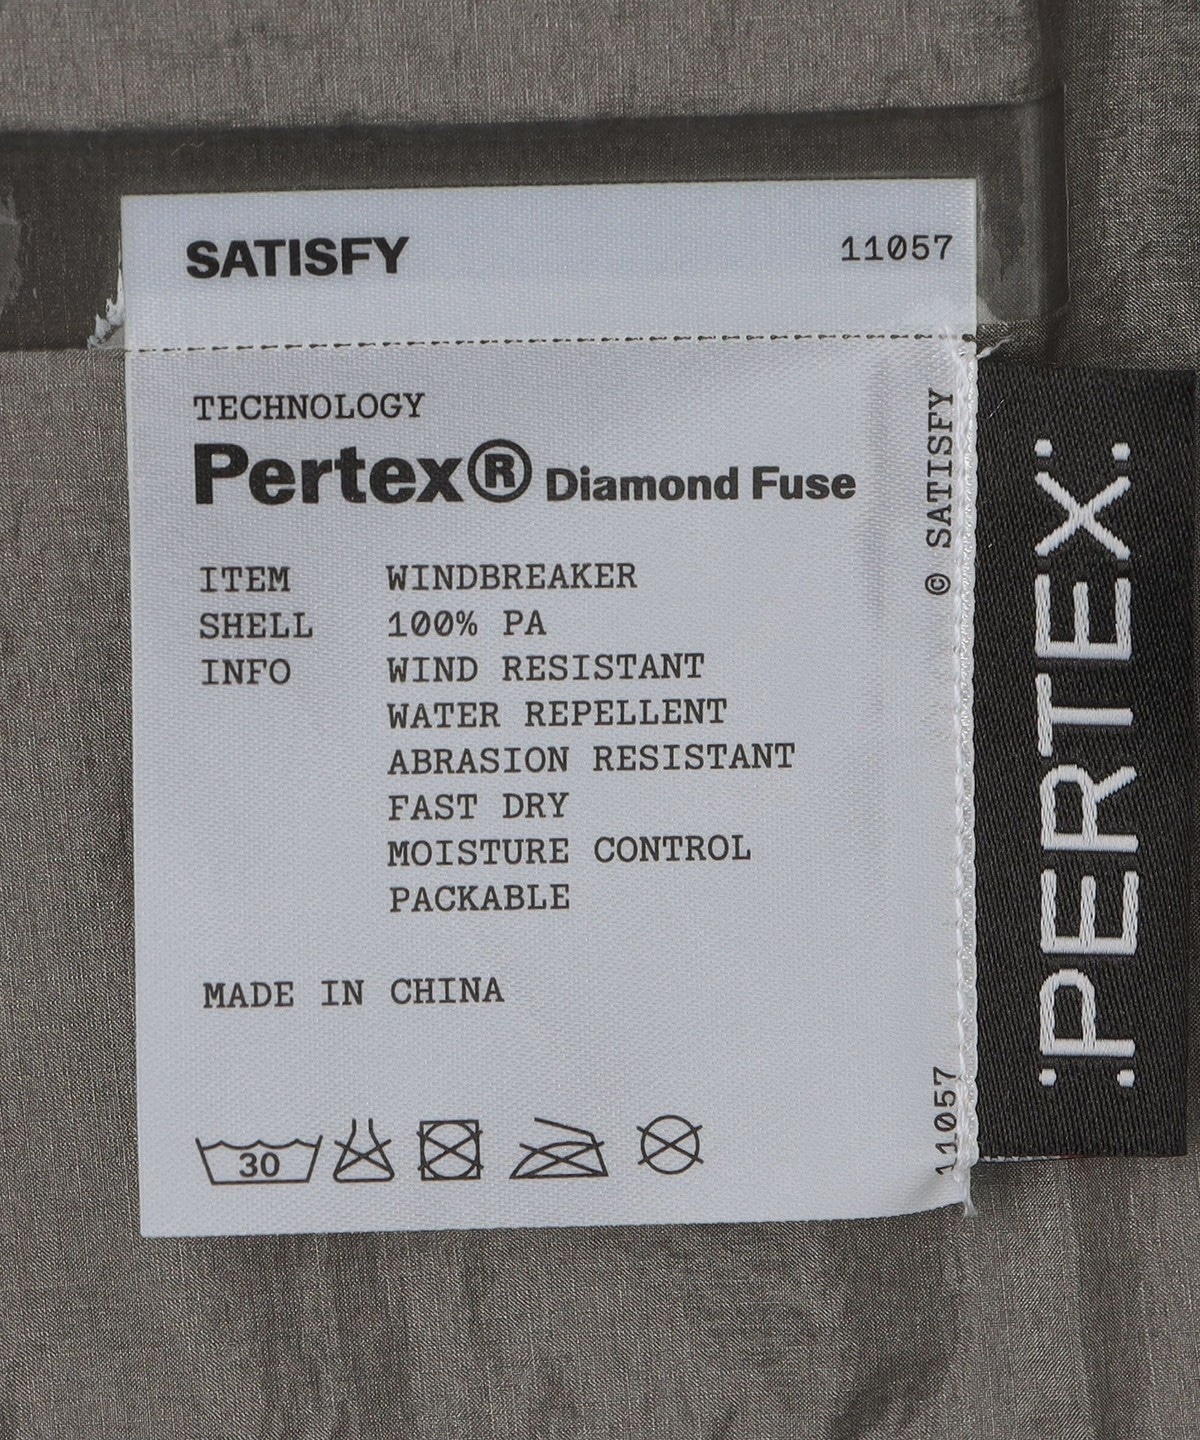 SATISFY 11057
TECHNOLOGY
Pertex® Diamond Fuse
ITEM WINDBREAKER
SHELL 100% PA
INFO WIND RESISTANT
WATER REPELLENT
ABRASION RESISTANT
FAST DRY
MOISTURE CONTROL
PACKABLE
MADE IN CHINA
30
© SATISFY
11057
:PERTEX: